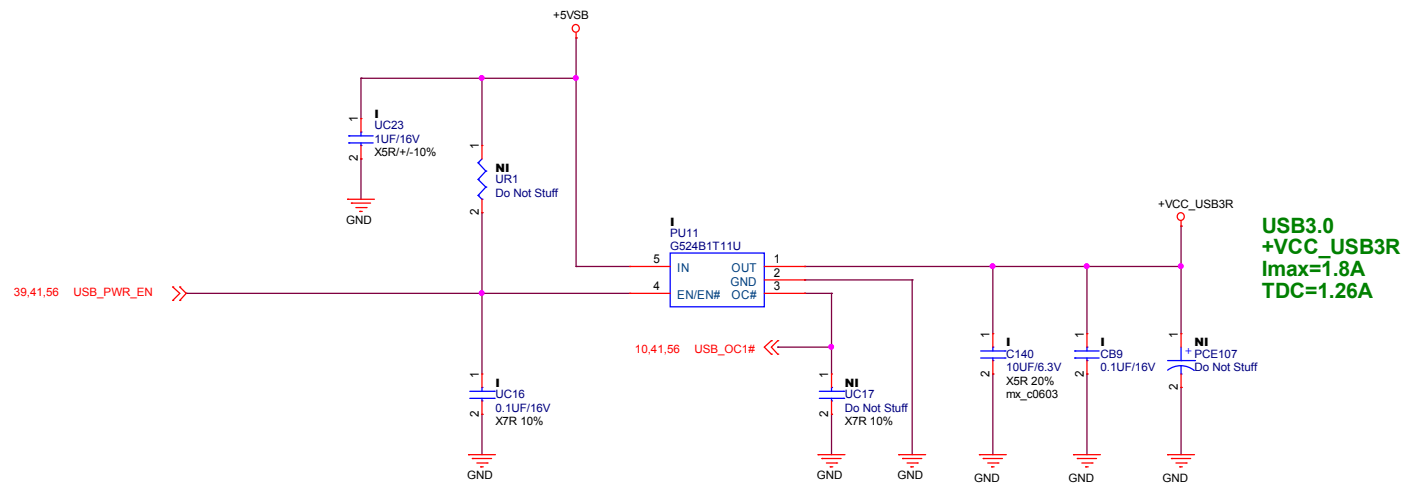 +5VSB
1
I
UC23
1UF/16V
X5R/+/-10%
2
GND
1
NI
UR1
Do Not Stuff
2
+VCC_USB3R
USB3.0
+VCC_USB3R
Imax=1.8A
TDC=1.26A
I
PU11
G524B1T11U
5 IN OUT 1
GND 2
4 EN/EN# OC# 3
39,41,56 USB_PWR_EN
10,41,56 USB_OC1#
1
I
UC16
0.1UF/16V
X7R 10%
2
GND
1
NI
UC17
Do Not Stuff
X7R 10%
2
GND
GND
1
I
C140
10UF/6.3V
X5R 20%
mx_c0603
2
GND
1
I
CB9
0.1UF/16V
2
GND
1
NI
+
PCE107
Do Not Stuff
2
GND